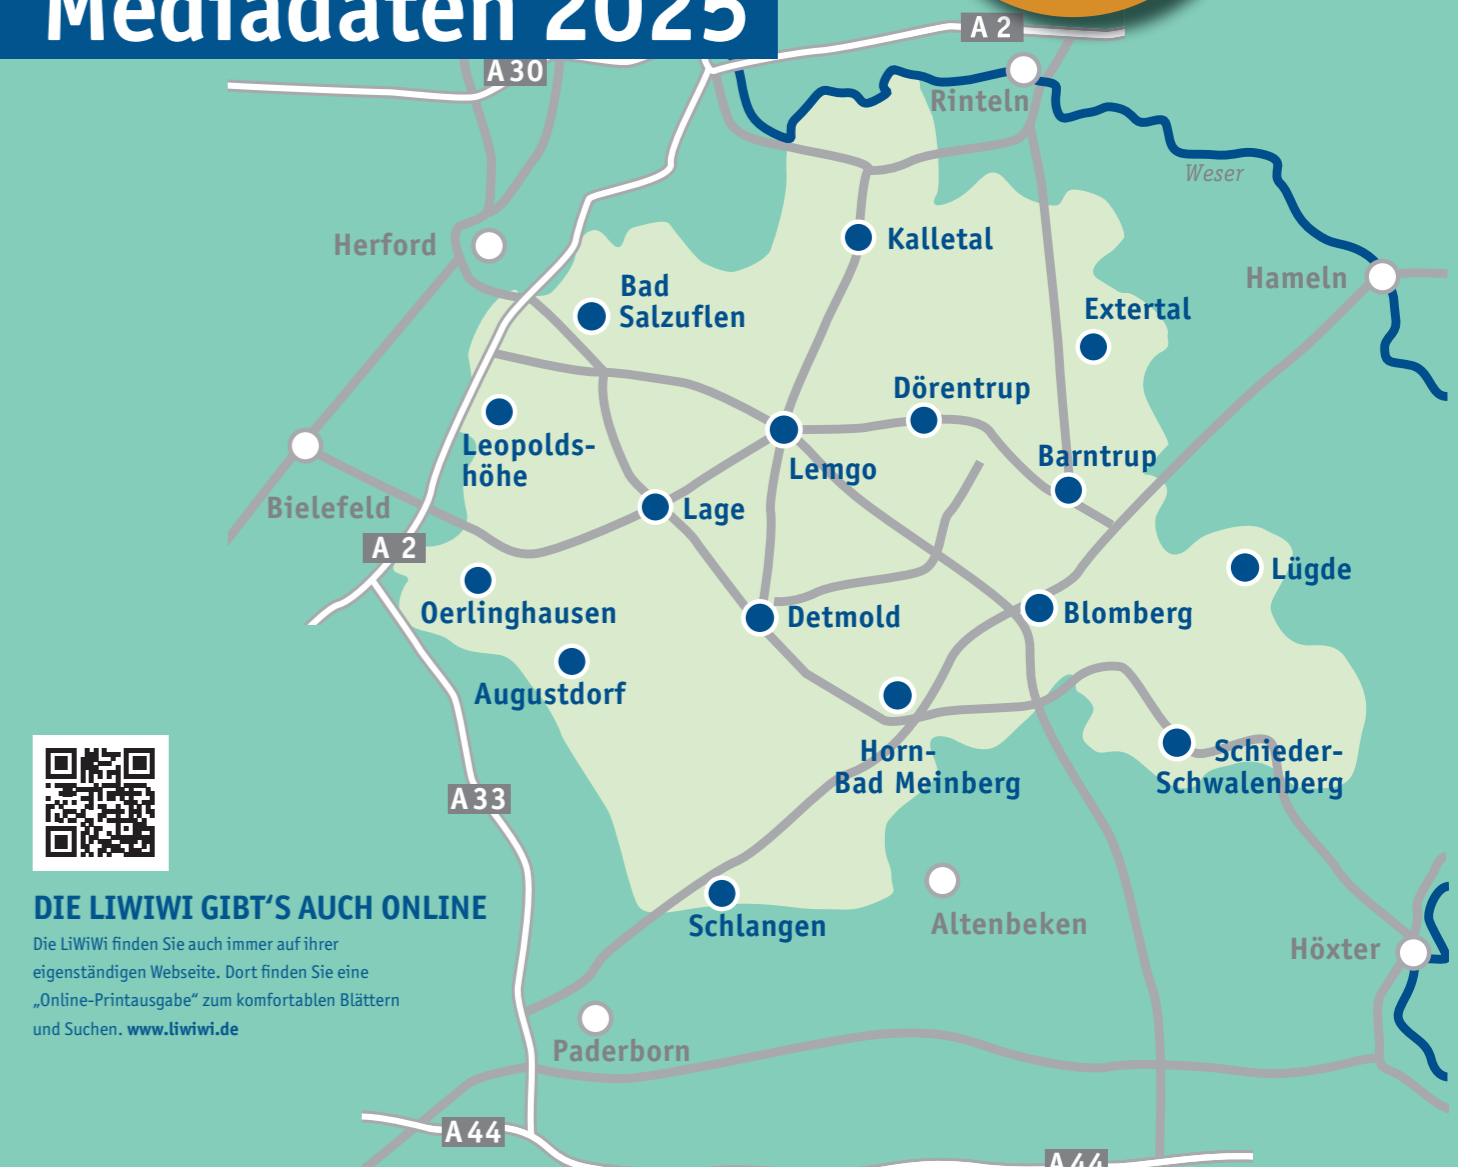 Mediadaten 2025
A 2
A 30
Rinteln
Weser
Herford
Kalletal
Hameln
Bad
Salzuflen
Extertal
Dörentrup
Leopolds-
höhe
Lemgo
Barntrup
Bielefeld
Lage
A 2
Lügde
Oerlinghausen
Detmold
Blomberg
Augustdorf
Horn-
Bad Meinberg
Schieder-
Schwalenberg
A 33
Schlangen
Altenbeken
Höxter
DIE LIWIWI GIBT‘S AUCH ONLINE
Die LiWiWi finden Sie auch immer auf ihrer
eigenständigen Webseite. Dort finden Sie eine
„Online-Printausgabe“ zum komfortablen Blättern
und Suchen. www.liwiwi.de
Paderborn
A 44
A 44